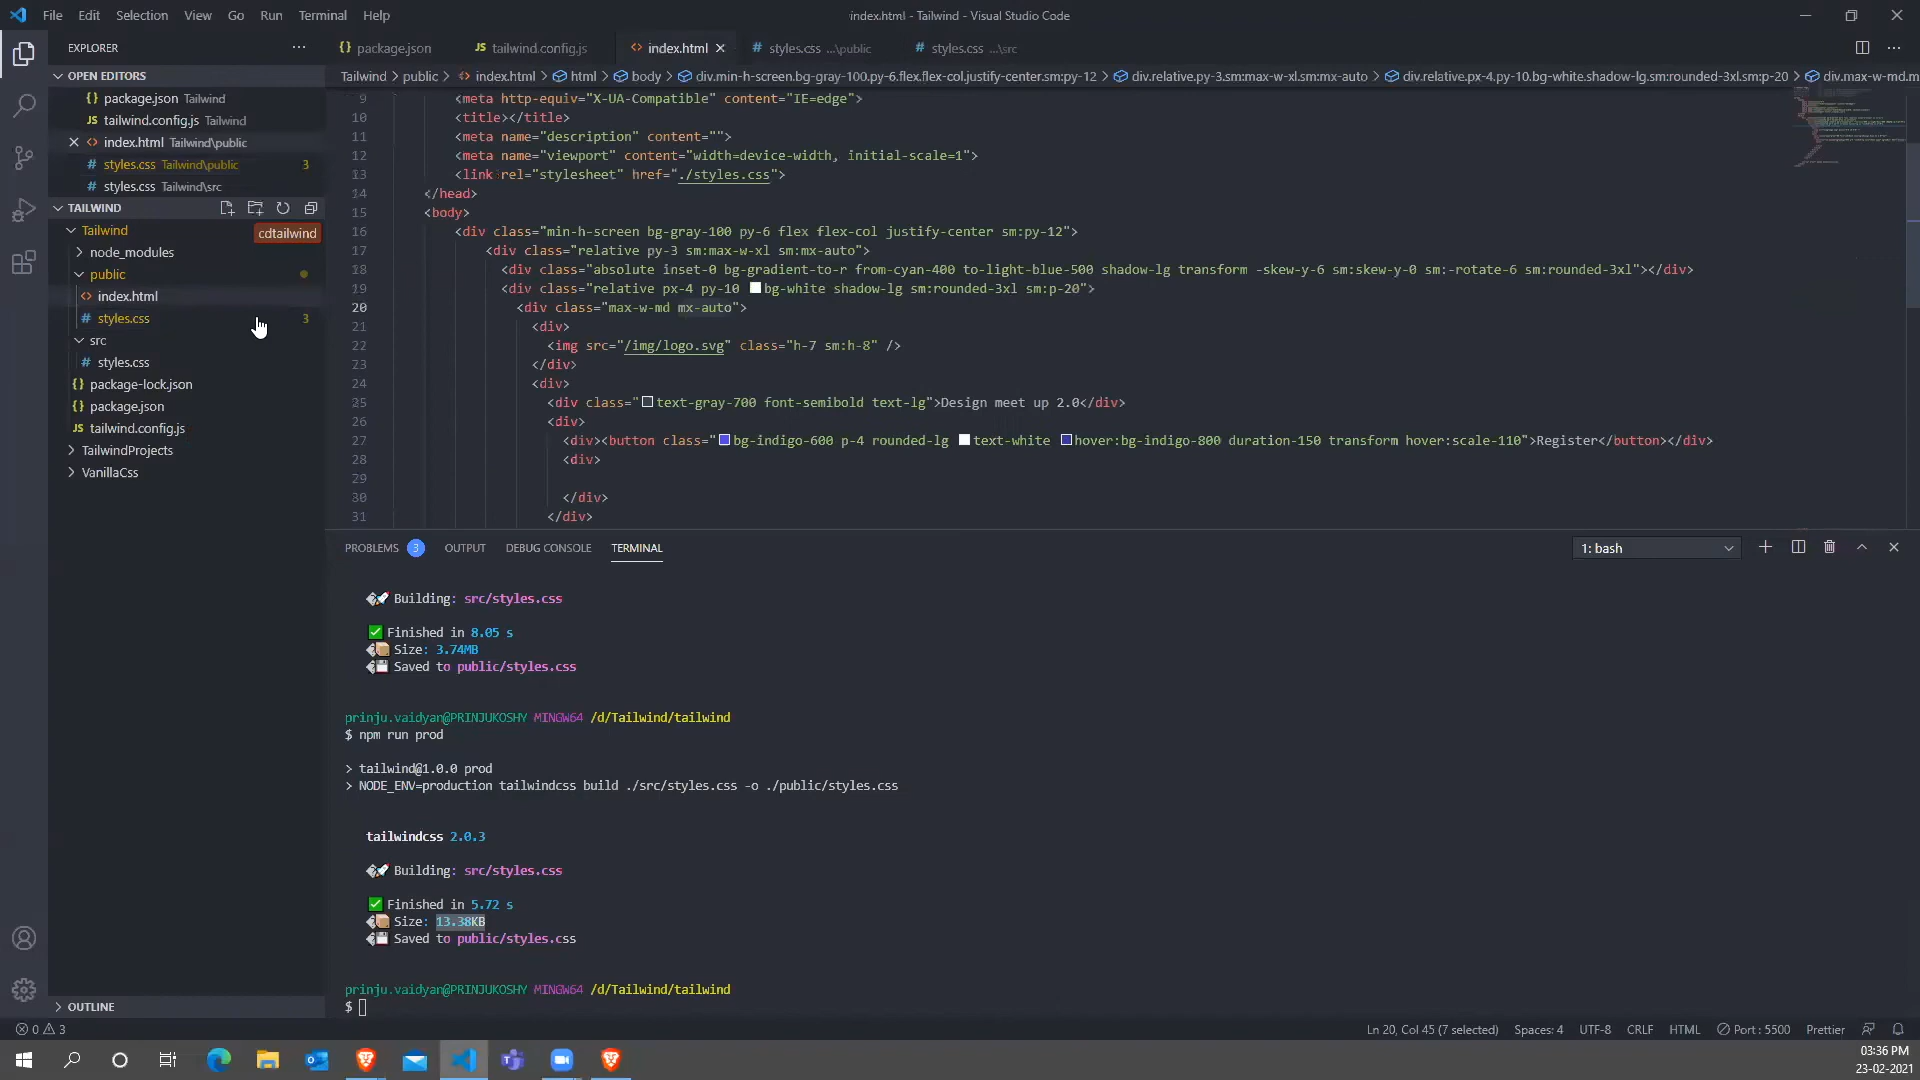 File Edit Selection View Go Run Terminal Help
index.html - Tailwind - Visual Studio Code
EXPLORER
package.json
tailwind.config.js
index.html
styles.css ...\public
styles.css ...\src
OPEN EDITORS
Tailwind > public > index.html > html > body > div.min-h-screen.bg-gray-100.py-6.flex.flex-col.justify-center.sm:py-12 > div.relative.py-3.sm:max-w-xl.sm:mx-auto > div.relative.px-4.py-10.bg-white.shadow-lg.sm:rounded-3xl.sm:p-20 > div.max-w-md.m
package.json Tailwind
tailwind.config.js Tailwind
index.html Tailwind\public
styles.css Tailwind\public 3
styles.css Tailwind\src
TAILWIND
Tailwind
cdtailwind
node_modules
public
index.html
styles.css 3
src
styles.css
package-lock.json
package.json
tailwind.config.js
TailwindProjects
VanillaCss
OUTLINE
9 <meta http-equiv="X-UA-Compatible" content="IE=edge">
10 <title></title>
11 <meta name="description" content="">
12 <meta name="viewport" content="width=device-width, initial-scale=1">
13 <link rel="stylesheet" href="./styles.css">
14 </head>
15 <body>
16 <div class="min-h-screen bg-gray-100 py-6 flex flex-col justify-center sm:py-12">
17 <div class="relative py-3 sm:max-w-xl sm:mx-auto">
18 <div class="absolute inset-0 bg-gradient-to-r from-cyan-400 to-light-blue-500 shadow-lg transform -skew-y-6 sm:skew-y-0 sm:-rotate-6 sm:rounded-3xl"></div>
19 <div class="relative px-4 py-10 bg-white shadow-lg sm:rounded-3xl sm:p-20">
20 <div class="max-w-md mx-auto">
21 <div>
22 <img src="/img/logo.svg" class="h-7 sm:h-8" />
23 </div>
24 <div>
25 <div class="text-gray-700 font-semibold text-lg">Design meet up 2.0</div>
26 <div>
27 <div><button class="bg-indigo-600 p-4 rounded-lg text-white hover:bg-indigo-800 duration-150 transform hover:scale-110">Register</button></div>
28 <div>
29
30 </div>
31 </div>
PROBLEMS 3 OUTPUT DEBUG CONSOLE TERMINAL
1: bash
Building: src/styles.css
Finished in 8.05 s
Size: 3.74MB
Saved to public/styles.css
prinju.vaidyan@PRINJUKOSHY MINGW64 /d/Tailwind/tailwind
$ npm run prod
> tailwind@1.0.0 prod
> NODE_ENV=production tailwindcss build ./src/styles.css -o ./public/styles.css
tailwindcss 2.0.3
Building: src/styles.css
Finished in 5.72 s
Size: 13.38KB
Saved to public/styles.css
prinju.vaidyan@PRINJUKOSHY MINGW64 /d/Tailwind/tailwind
$
0 3
Ln 20, Col 45 (7 selected) Spaces: 4 UTF-8 CRLF HTML Port : 5500 Prettier
03:36 PM
23-02-2021